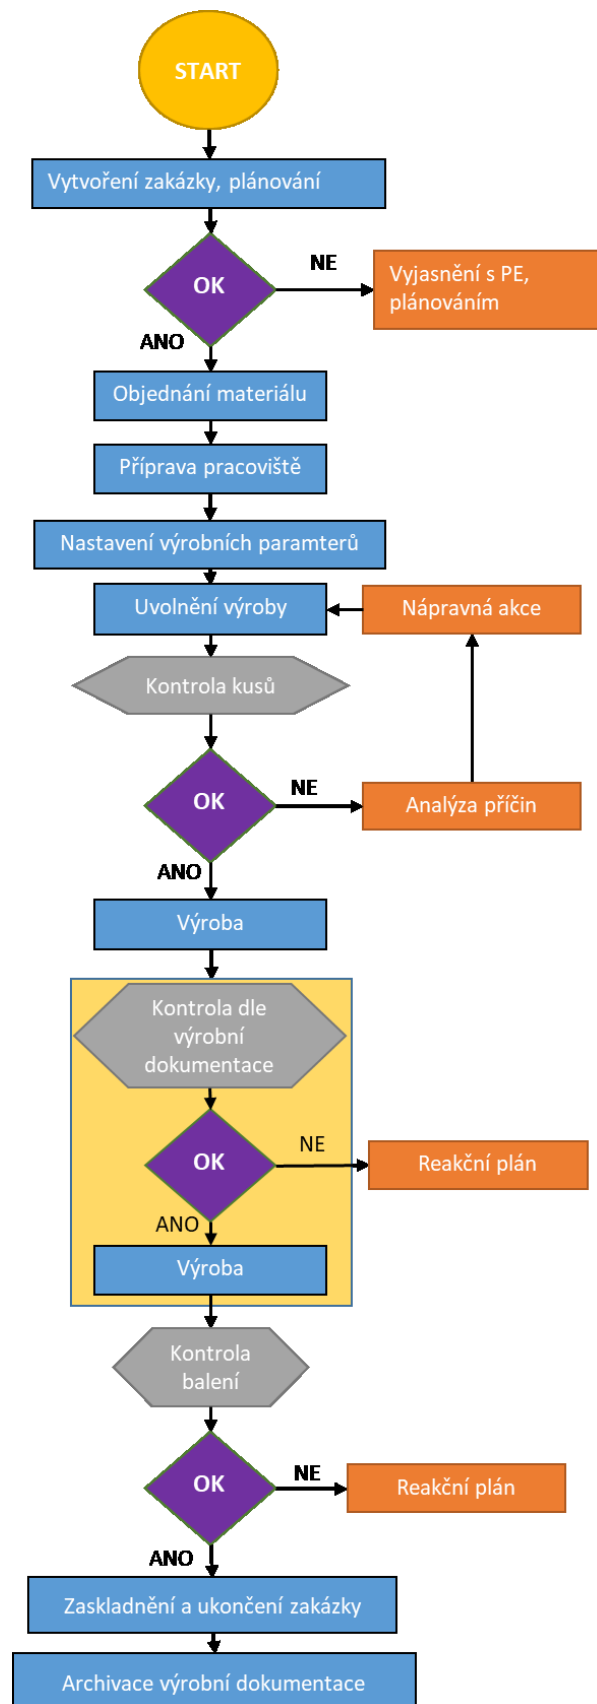 START
Vytvoření zakázky, plánování
OK
NE
Vyjasnění s PE,
plánováním
ANO
Objednání materiálu
Příprava pracoviště
Nastavení výrobních paramterů
Uvolnění výroby
Nápravná akce
Kontrola kusů
OK
NE
Analýza příčin
ANO
Výroba
Kontrola dle
výrobní
dokumentace
OK
NE
Reakční plán
ANO
Výroba
Kontrola
balení
OK
NE
Reakční plán
ANO
Zaskladnění a ukončení zakázky
Archivace výrobní dokumentace